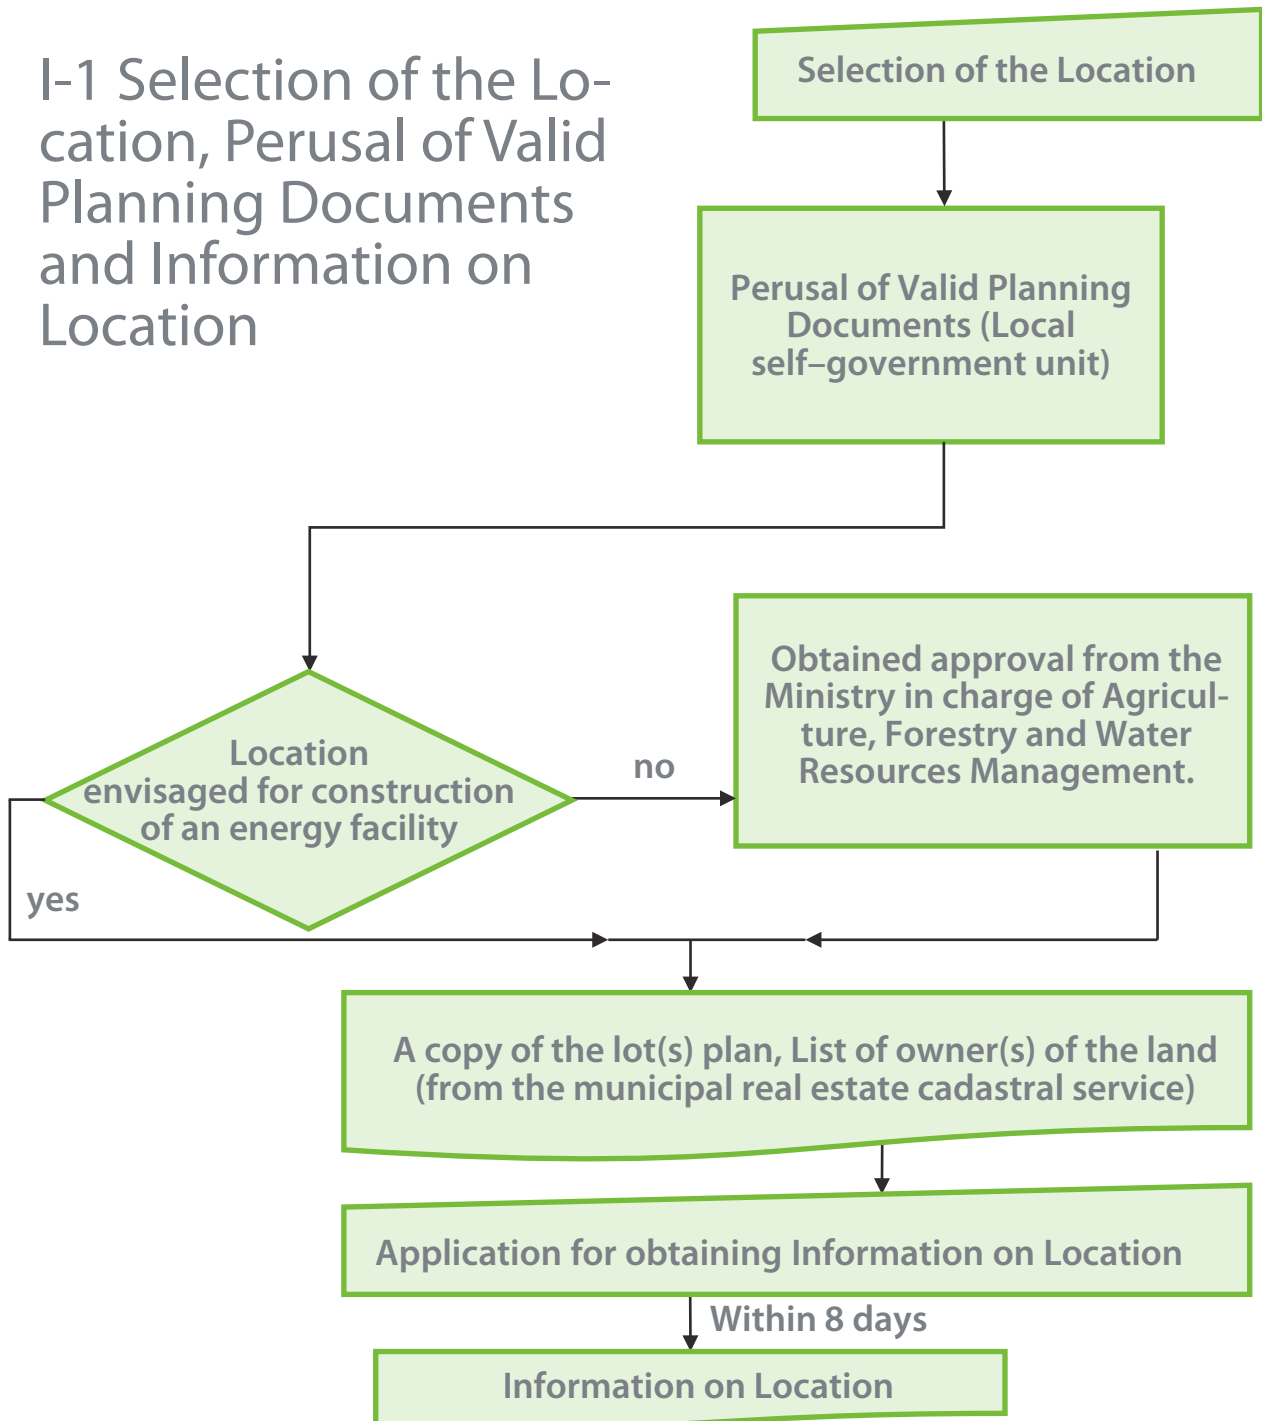 I-1 Selection of the Lo-
cation, Perusal of Valid
Planning Documents
and Information on
Location
Selection of the Location
Perusal of Valid Planning
Documents (Local
self–government unit)
Location
envisaged for construction
of an energy facility
no
Obtained approval from the
Ministry in charge of Agricul-
ture, Forestry and Water
Resources Management.
yes
A copy of the lot(s) plan, List of owner(s) of the land
(from the municipal real estate cadastral service)
Application for obtaining Information on Location
Within 8 days
Information on Location